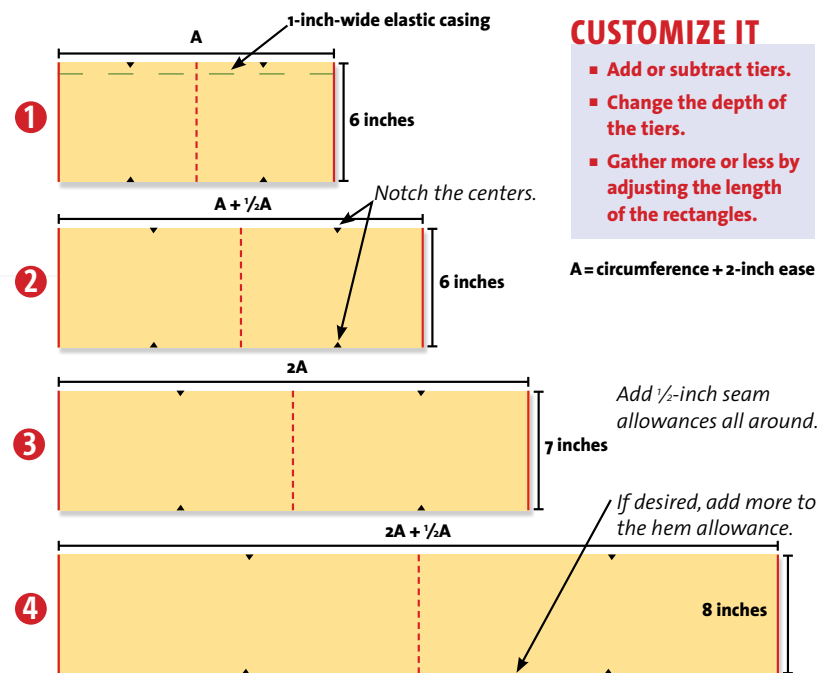 1-inch-wide elastic casing
A
1
6 inches
Notch the centers.
A + ½A
2
6 inches
2A
3
7 inches
2A + ½A
4
8 inches
CUSTOMIZE IT
▪ Add or subtract tiers.
▪ Change the depth of
the tiers.
▪ Gather more or less by
adjusting the length
of the rectangles.
A = circumference + 2-inch ease
Add ½-inch seam
allowances all around.
If desired, add more to
the hem allowance.